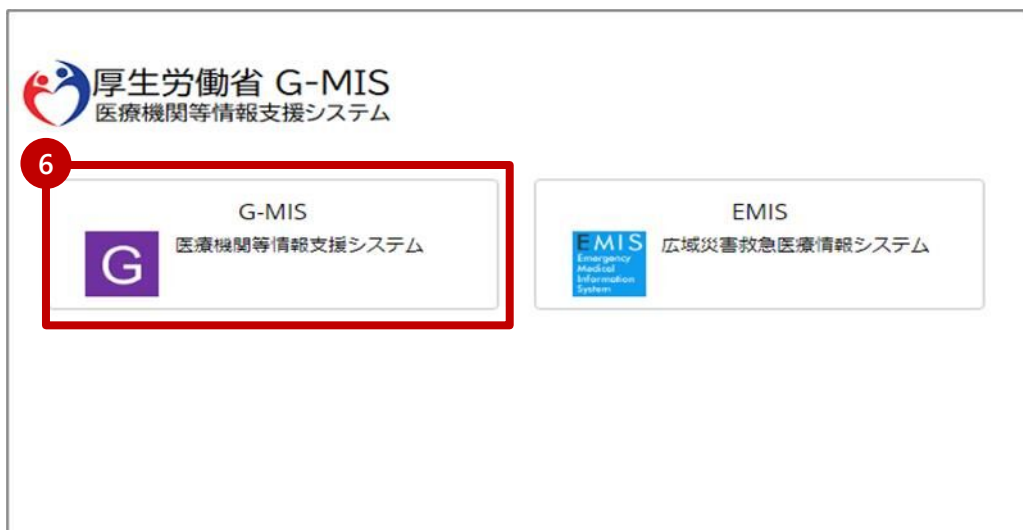 厚生労働省 G-MIS
医療機関等情報支援システム
6
G-MIS
G
医療機関等情報支援システム
EMIS
EMIS
Emergency
Medical
Information
System
広域災害救急医療情報システム